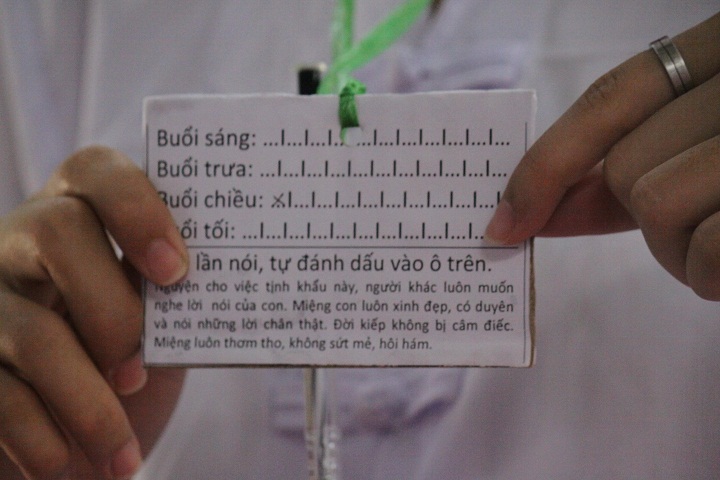 Buổi sáng: ...I...I...I...I...I...I...I...I...I...I...
Buổi trưa: ...I...I...I...I...I...I...I...I...I...I...
Buổi chiều: xI...I...I...I...I...I...I...I...I...I
tối: ...I...I...I...I...I...I...I...I...I...I...
lần nói, tự đánh dấu vào ô trên.
Nguyện cho việc tịnh khẩu này, người khác luôn muốn
nghe lời nói của con. Miệng con luôn xinh đẹp, có duyên
và nói những lời chân thật. Đời kiếp không bị câm điếc.
Miệng luôn thơm tho, không sứt mẻ, hôi hám.